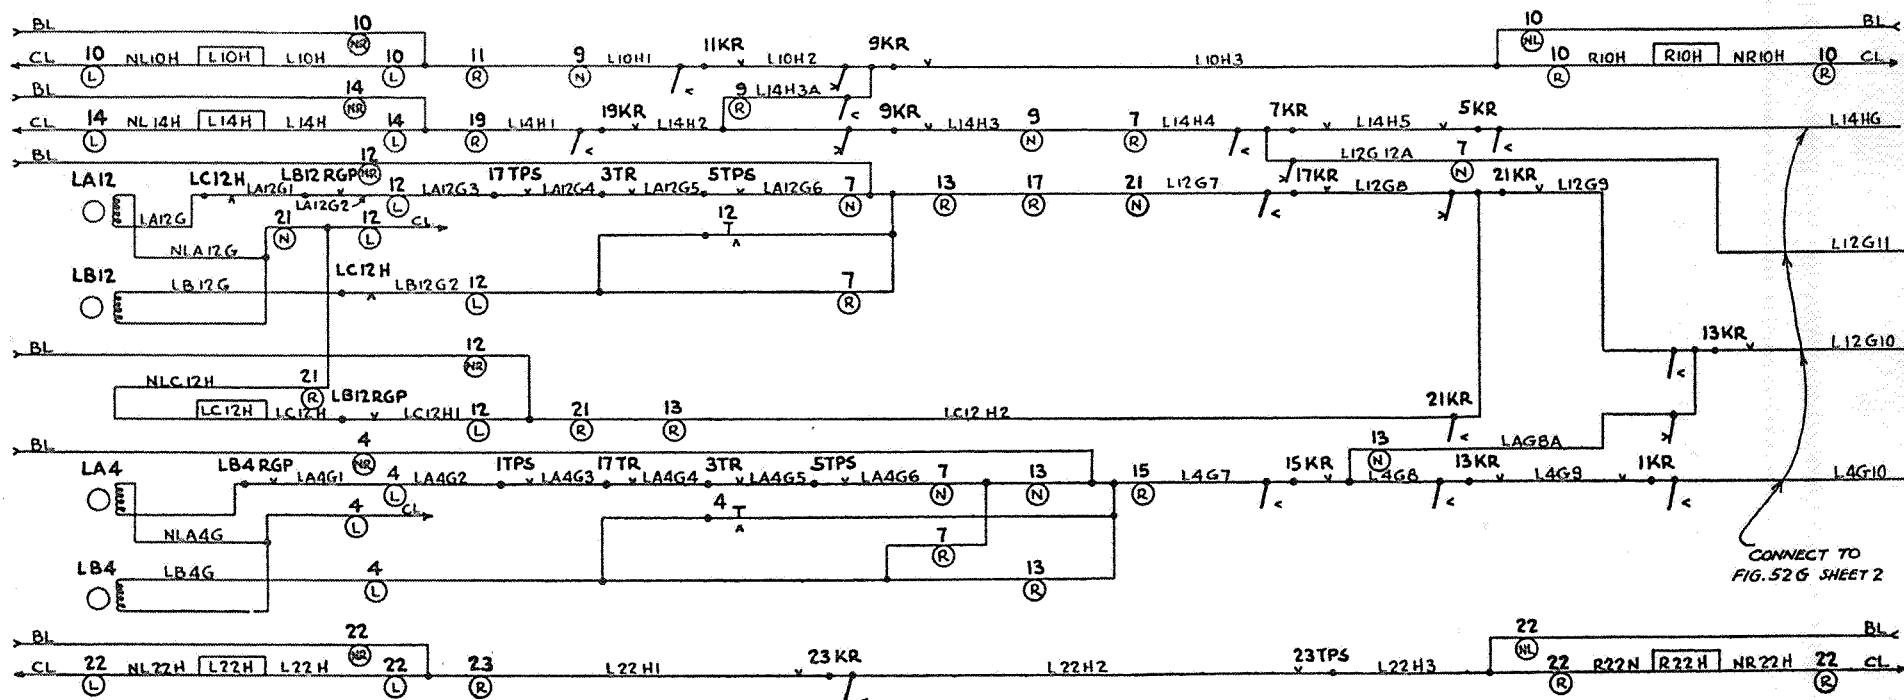 BL 10 NR 10 NL BL
CL 10 L NL10H L10H L10H 10 L 11 R 9 N L10H1 11KR L10H2 9KR L10H3 10 R R10H R10H NR10H 10 R CL
BL 14 NR 9 R L14H3A
CL 14 L NL14H L14H L14H 14 L 19 R L14H1 19KR L14H2 9KR L14H3 9 N 7 R L14H4 7KR L14H5 5KR L14HG
BL 12 NR L12G12A 7 N
LA12 LC12H LA12G1 LB12RGP LA12G2 12 L LA12G3 17TPS LA12G4 3TR LA12G5 5TPS LA12G6 7 N 13 R 17 R 21 N L12G7 17KR L12G8 21KR L12G9
LA12G 21 N 12 L CL 12
NLA12G L12G11
LB12 LB12G LC12H LB12G2 12 L 7 R
BL 12 NR 13KR L12G10
NLC12H 21 R
LC12H LC12H LB12RGP LC12H1 12 L 21 R 13 R LC12H2 21KR
BL 4 NR 13 N LAG8A
LA4 LB4RGP LA4G1 4 L LA4G2 1TPS LA4G3 17TR LA4G4 3TR LA4G5 5TPS LA4G6 7 N 13 N 15 R L4G7 15KR L4G8 13KR L4G9 1KR L4G10
4 L CL 4
NLA4G 7 R
LB4 LB4G 4 L 13 R
CONNECT TO
FIG. 52G SHEET 2
BL 22 NR 22 NL BL
CL 22 L NL22H L22H L22H 22 L 23 R L22H1 23KR L22H2 23TPS L22H3 22 R R22N R22H NR22H 22 R CL